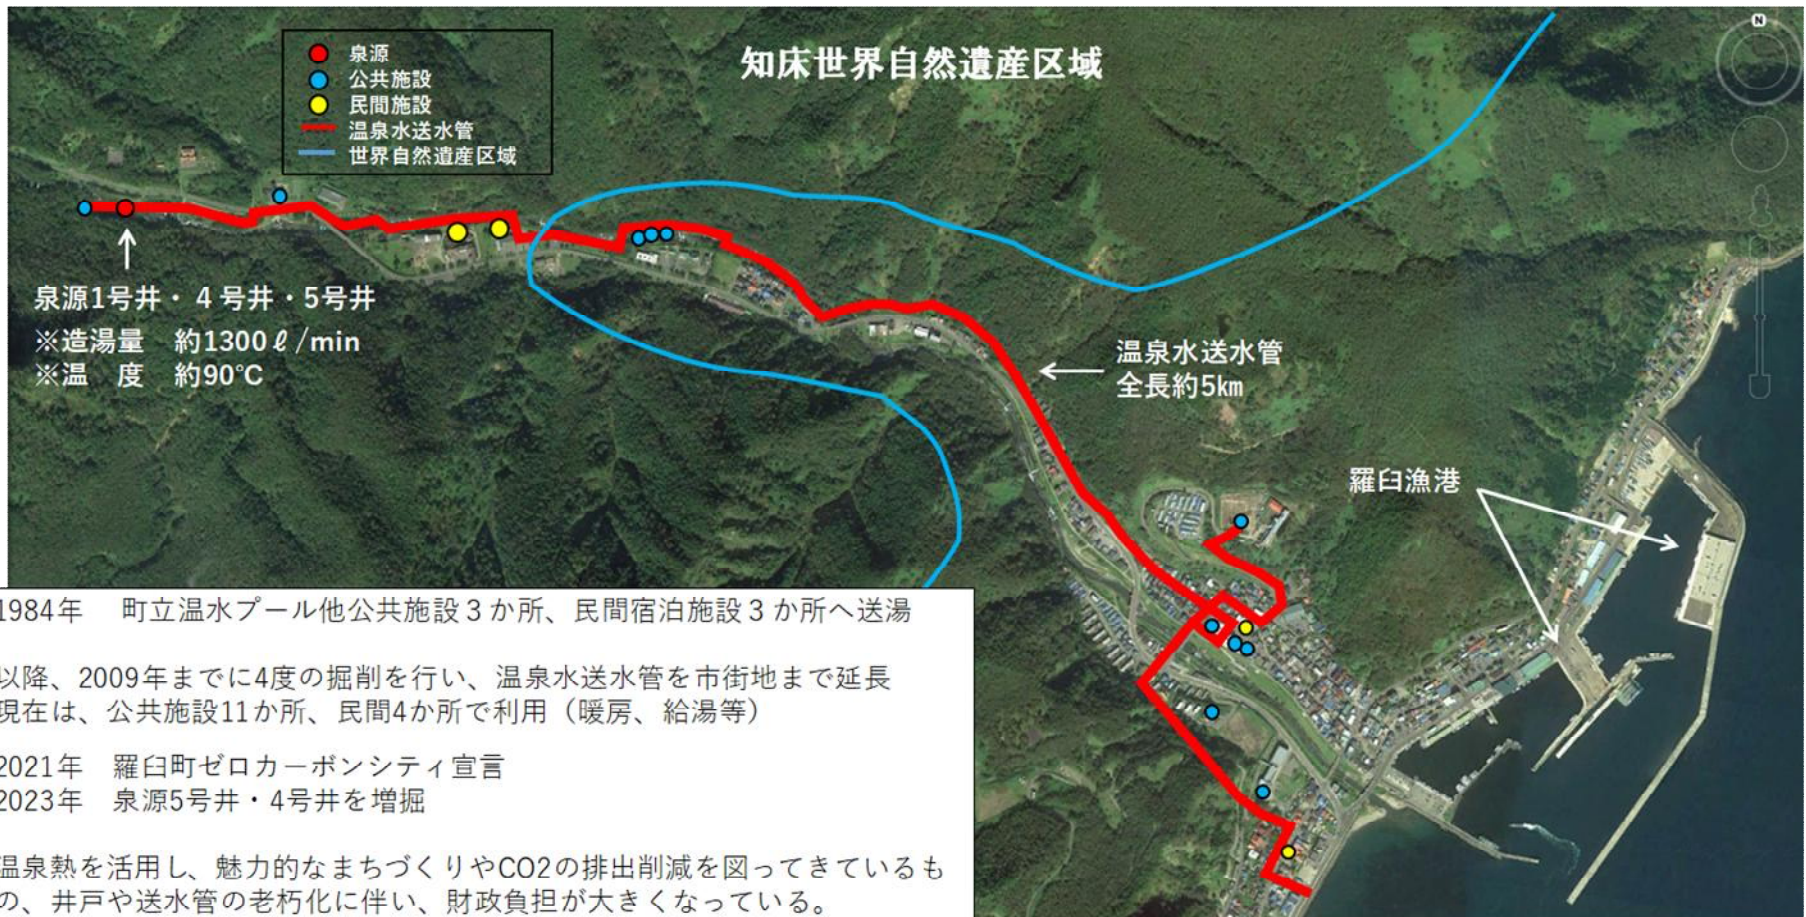 知床世界自然遺産区域
泉源
公共施設
民間施設
温泉水送水管
世界自然遺産区域
N
泉源1号井・4号井・5号井
※造湯量　約1300ℓ/min
※温　度　約90℃
温泉水送水管
全長約5㎞
羅臼漁港
1984年　町立温水プール他公共施設3か所、民間宿泊施設3か所へ送湯
以降、2009年までに4度の掘削を行い、温泉水送水管を市街地まで延長
現在は、公共施設11か所、民間4か所で利用（暖房、給湯等）
2021年　羅臼町ゼロカーボンシティ宣言
2023年　泉源5号井・4号井を増掘
温泉熱を活用し、魅力的なまちづくりやCO2の排出削減を図ってきているも
の、井戸や送水管の老朽化に伴い、財政負担が大きくなっている。